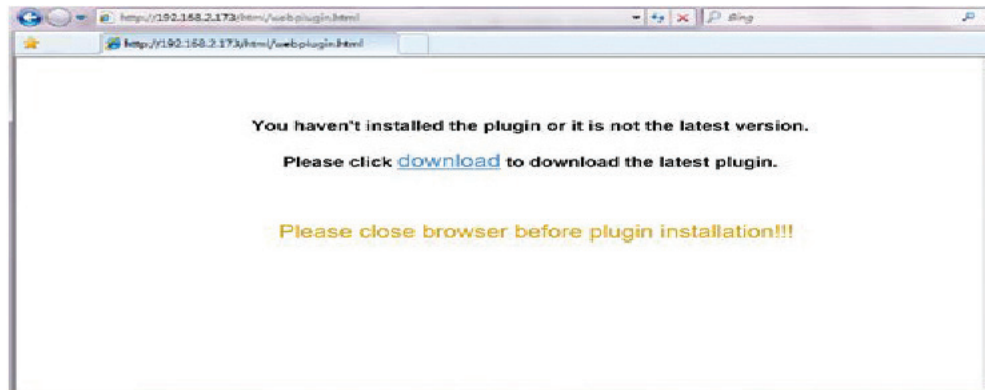 http://192.168.2.173/html/webplugin.html
Bing
http://192.168.2.173/html/webplugin.html
You haven't installed the plugin or it is not the latest version.
Please click download to download the latest plugin.
Please close browser before plugin installation!!!